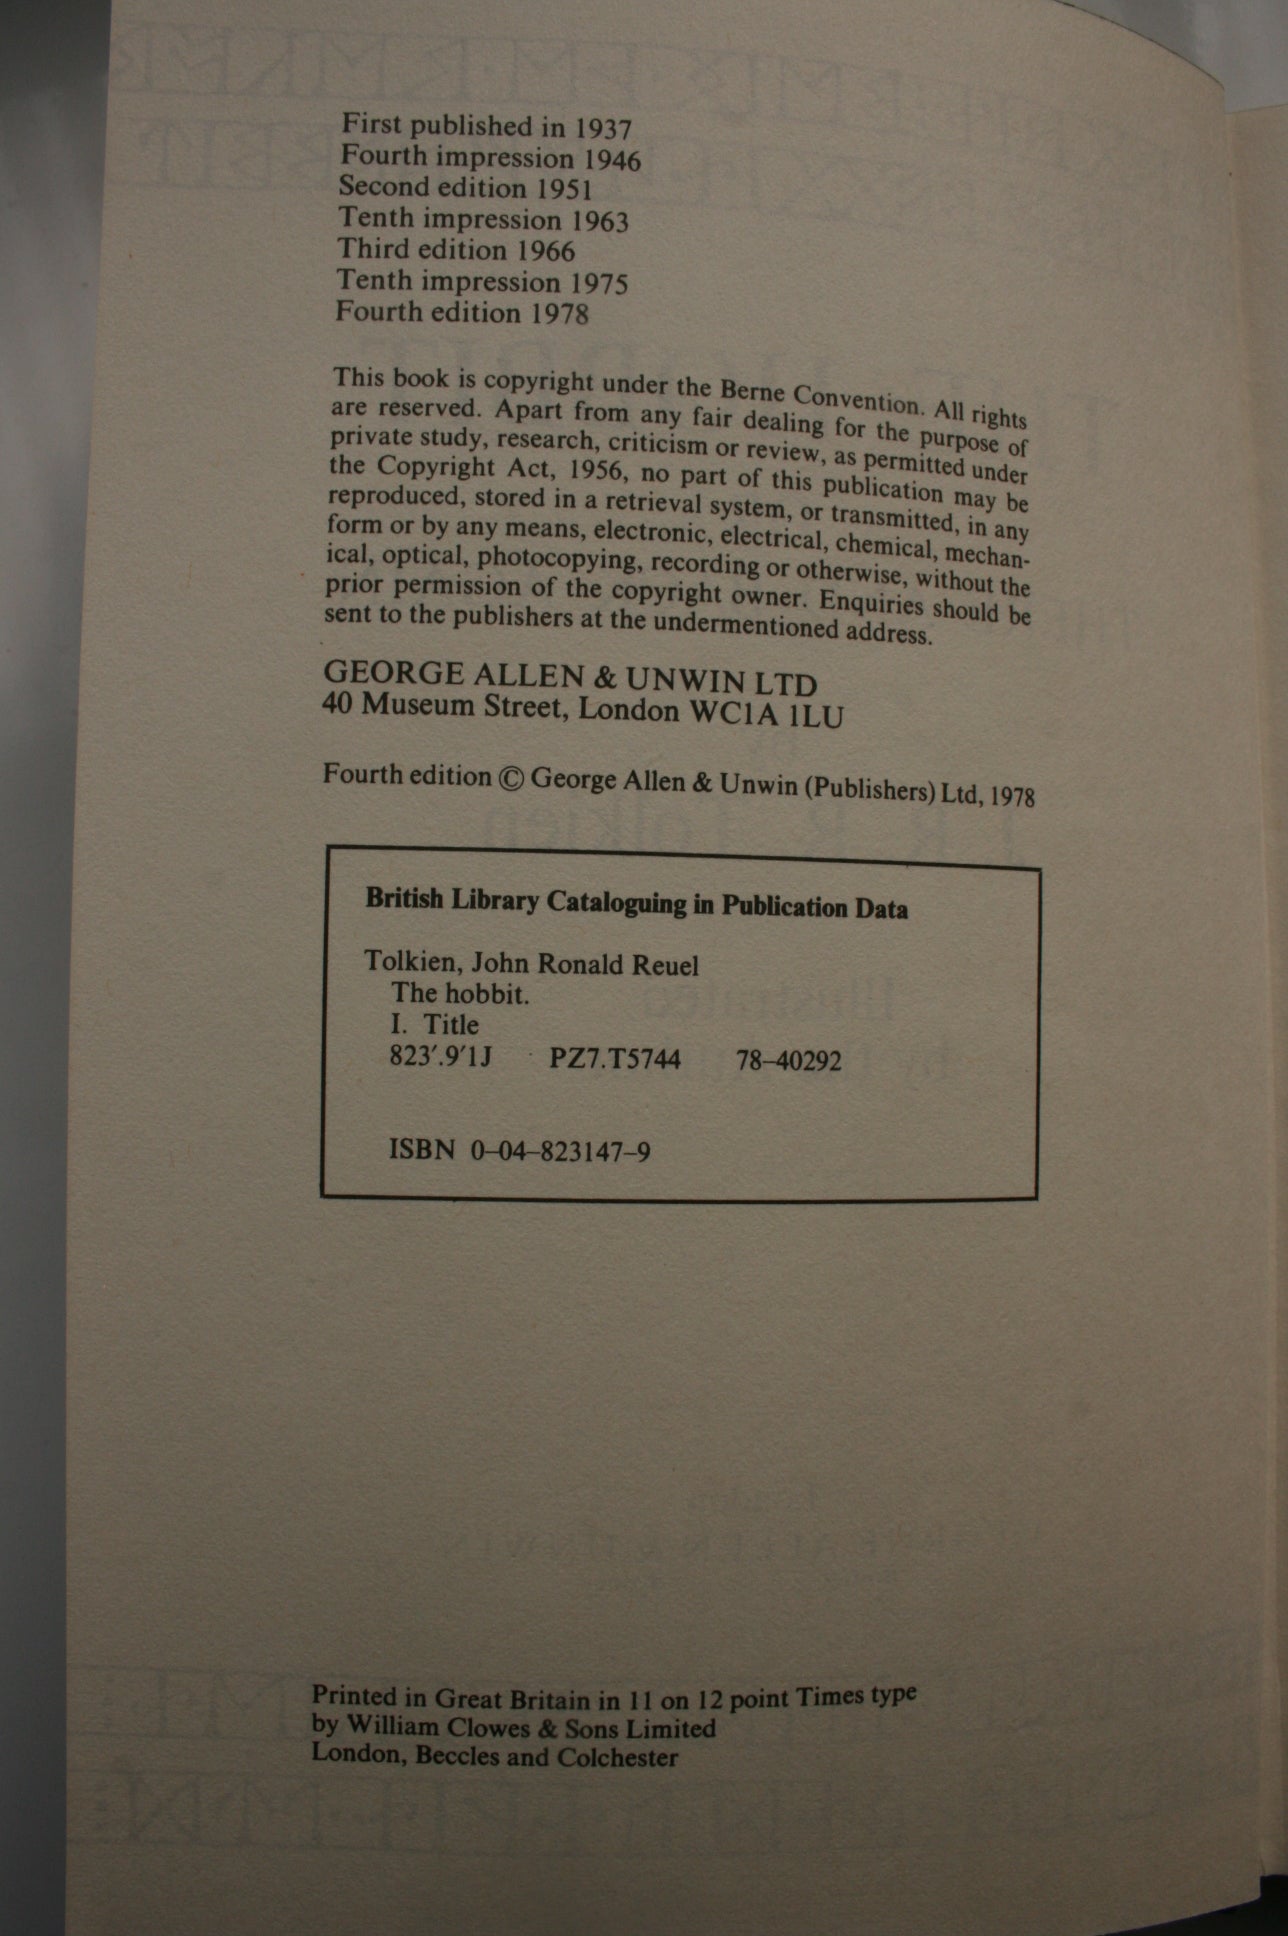 First published in 1937
Fourth impression 1946
Second edition 1951
Tenth impression 1963
Third edition 1966
Tenth impression 1975
Fourth edition 1978
This book is copyright under the Berne Convention. All rights
are reserved. Apart from any fair dealing for the purpose of
private study, research, criticism or review, as permitted under
the Copyright Act, 1956, no part of this publication may be
reproduced, stored in a retrieval system, or transmitted, in any
form or by any means, electronic, electrical, chemical, mechan-
ical, optical, photocopying, recording or otherwise, without the
prior permission of the copyright owner. Enquiries should be
sent to the publishers at the undermentioned address.
GEORGE ALLEN & UNWIN LTD
40 Museum Street, London WC1A 1LU
Fourth edition © George Allen & Unwin (Publishers) Ltd, 1978
British Library Cataloguing in Publication Data
Tolkien, John Ronald Reuel
The hobbit.
I. Title
823'.9'1J PZ7.T5744 78–40292
ISBN 0–04–823147–9
Printed in Great Britain in 11 on 12 point Times type
by William Clowes & Sons Limited
London, Beccles and Colchester